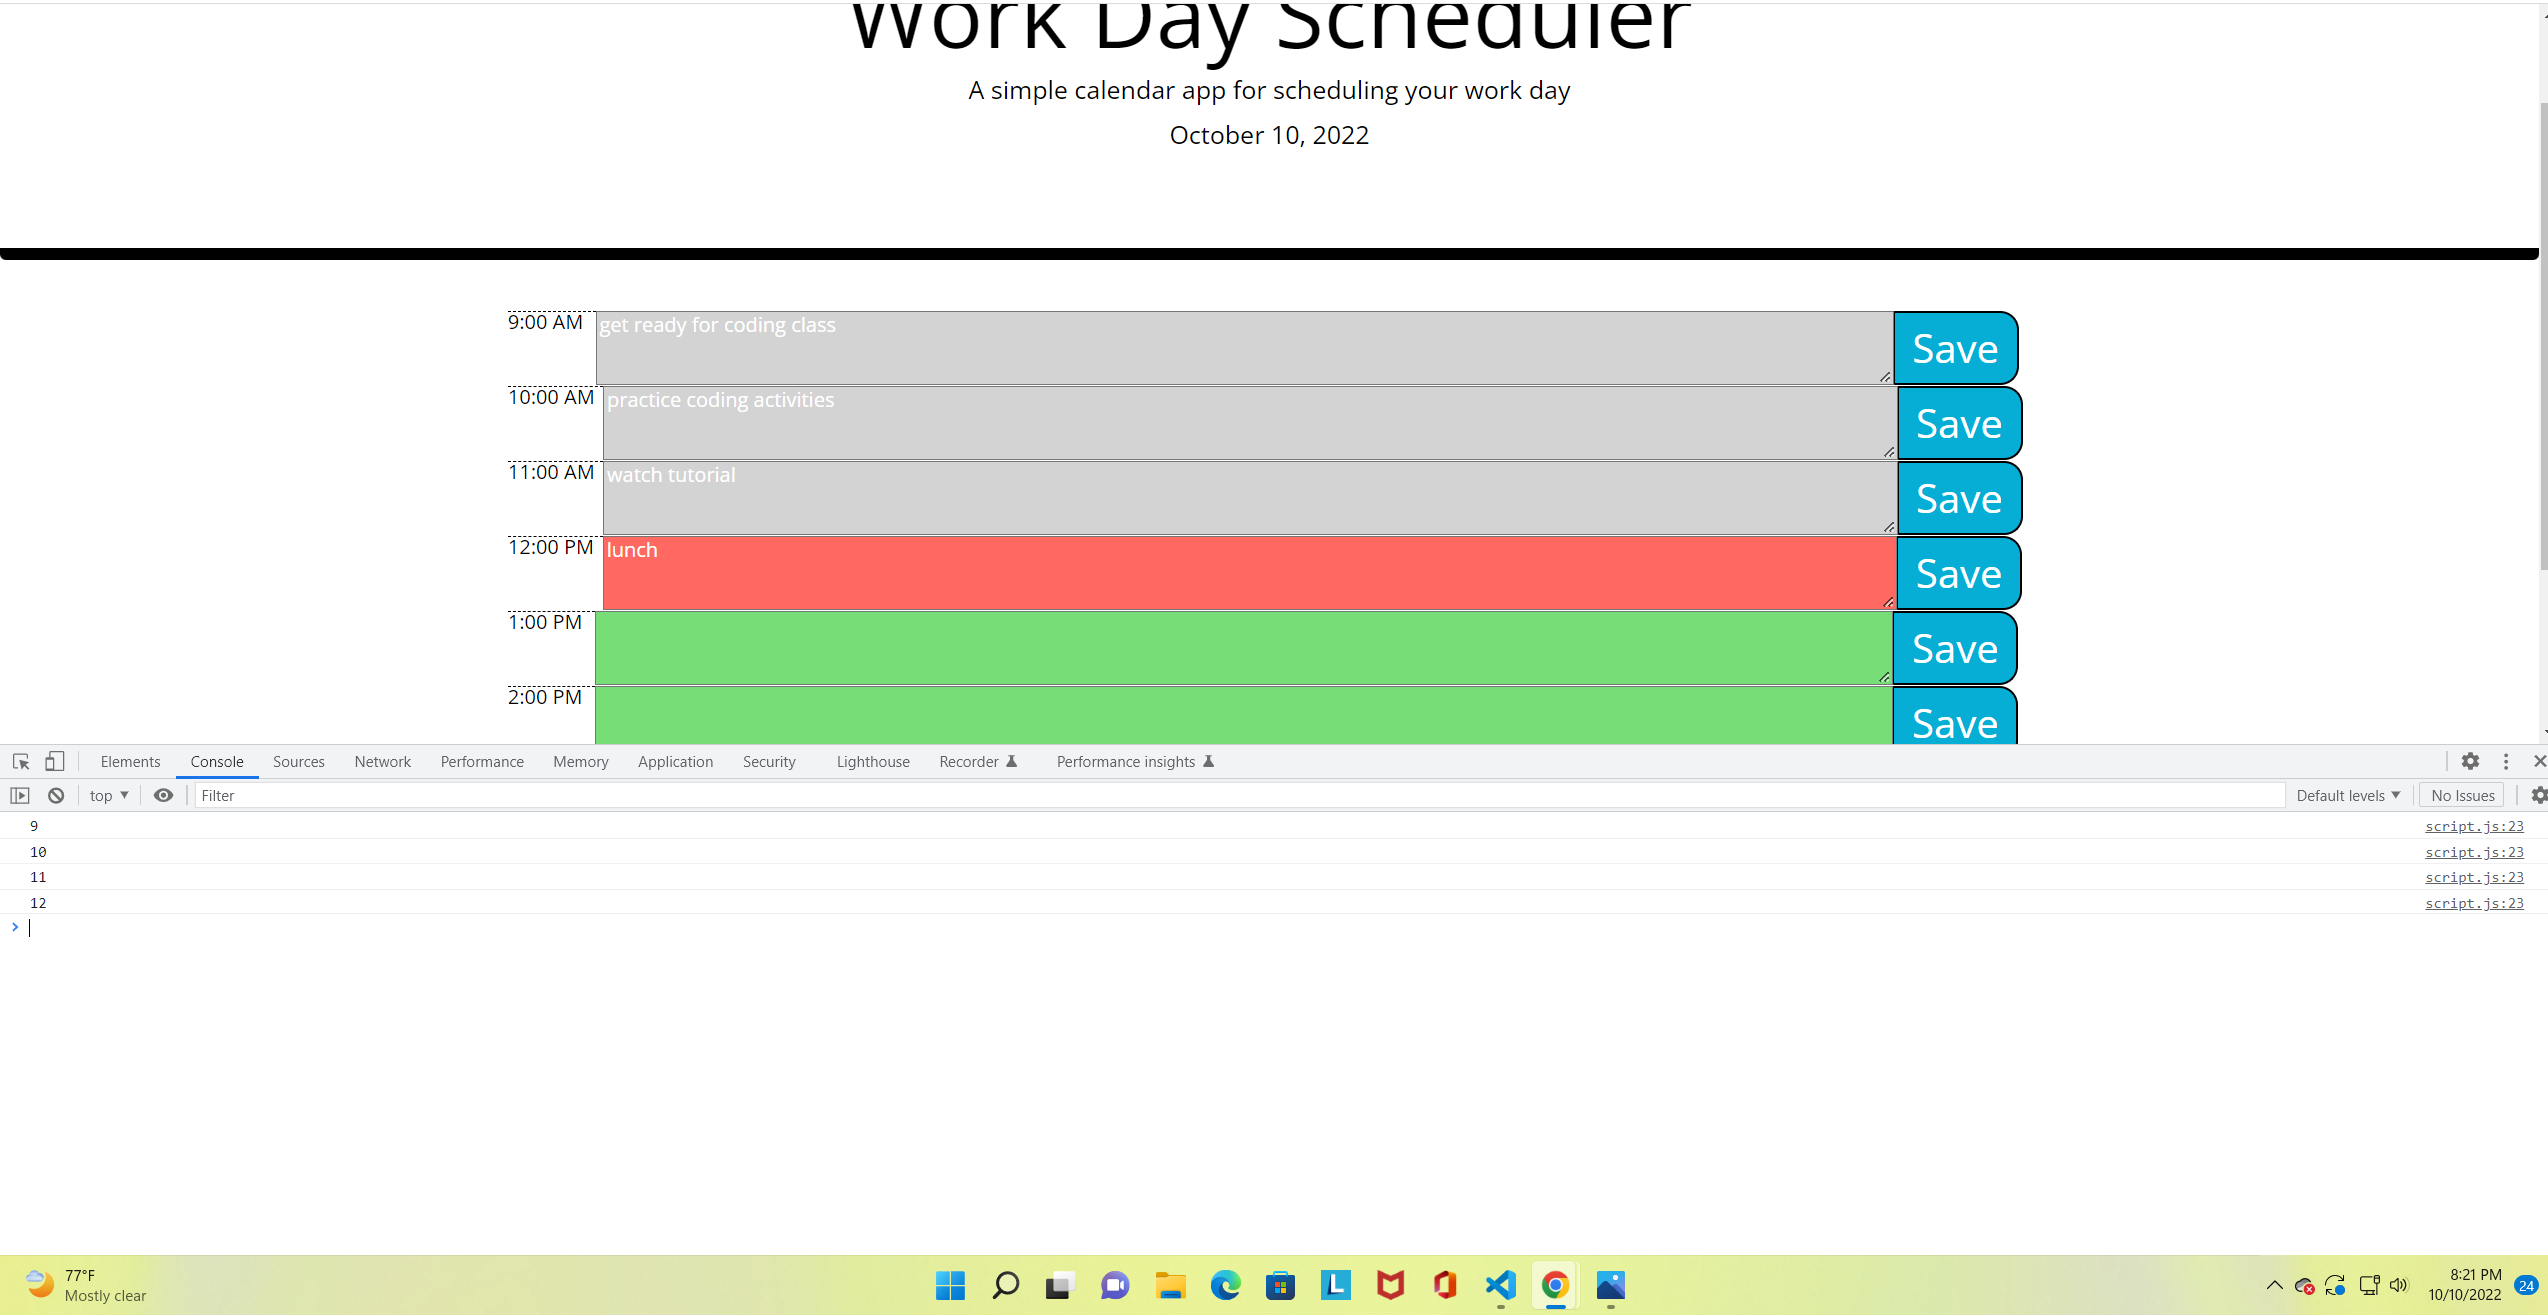 Work Day Scheduler
A simple calendar app for scheduling your work day
October 10, 2022
9:00 AM get ready for coding class Save
10:00 AM practice coding activities Save
11:00 AM watch tutorial Save
12:00 PM lunch Save
1:00 PM Save
2:00 PM Save
Elements Console Sources Network Performance Memory Application Security Lighthouse Recorder Performance insights
top Filter Default levels No Issues
9 script.js:23
10 script.js:23
11 script.js:23
12 script.js:23
77°F
Mostly clear
L
8:21 PM
10/10/2022
24